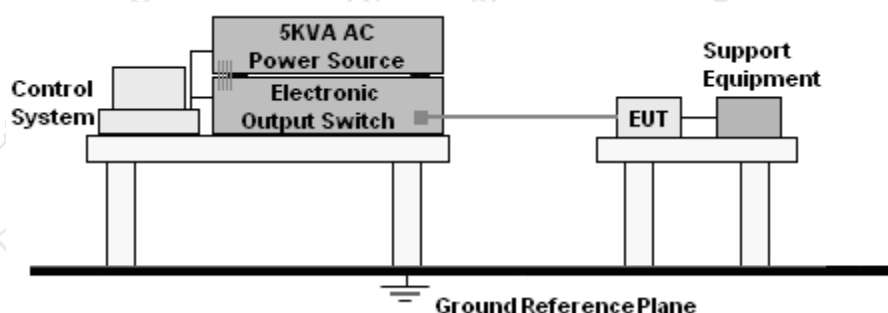 5KVA AC
Power Source
Electronic
Output Switch
Control
System
EUT
Support
Equipment
Ground Reference Plane